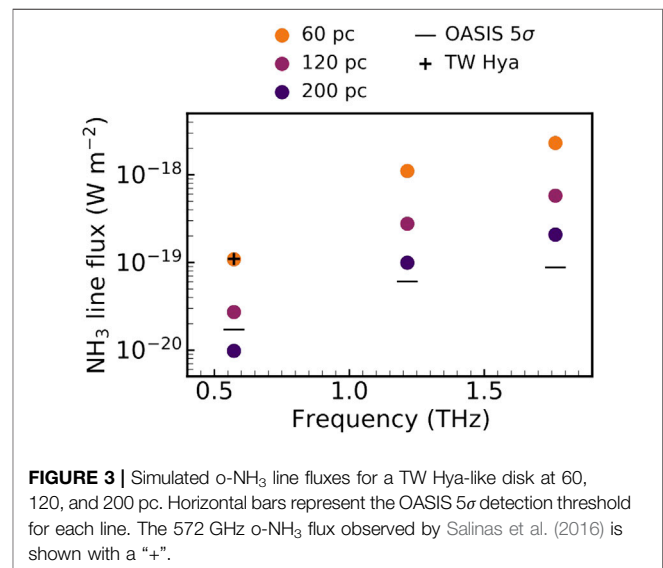 60 pc
120 pc
200 pc
— OASIS 5σ
+ TW Hya
NH₃ line flux (W m⁻²)
10⁻¹⁸
10⁻¹⁹
10⁻²⁰
0.5 1.0 1.5
Frequency (THz)
FIGURE 3 | Simulated o-NH₃ line fluxes for a TW Hya-like disk at 60,
120, and 200 pc. Horizontal bars represent the OASIS 5σ detection threshold
for each line. The 572 GHz o-NH₃ flux observed by Salinas et al. (2016) is
shown with a “+”.